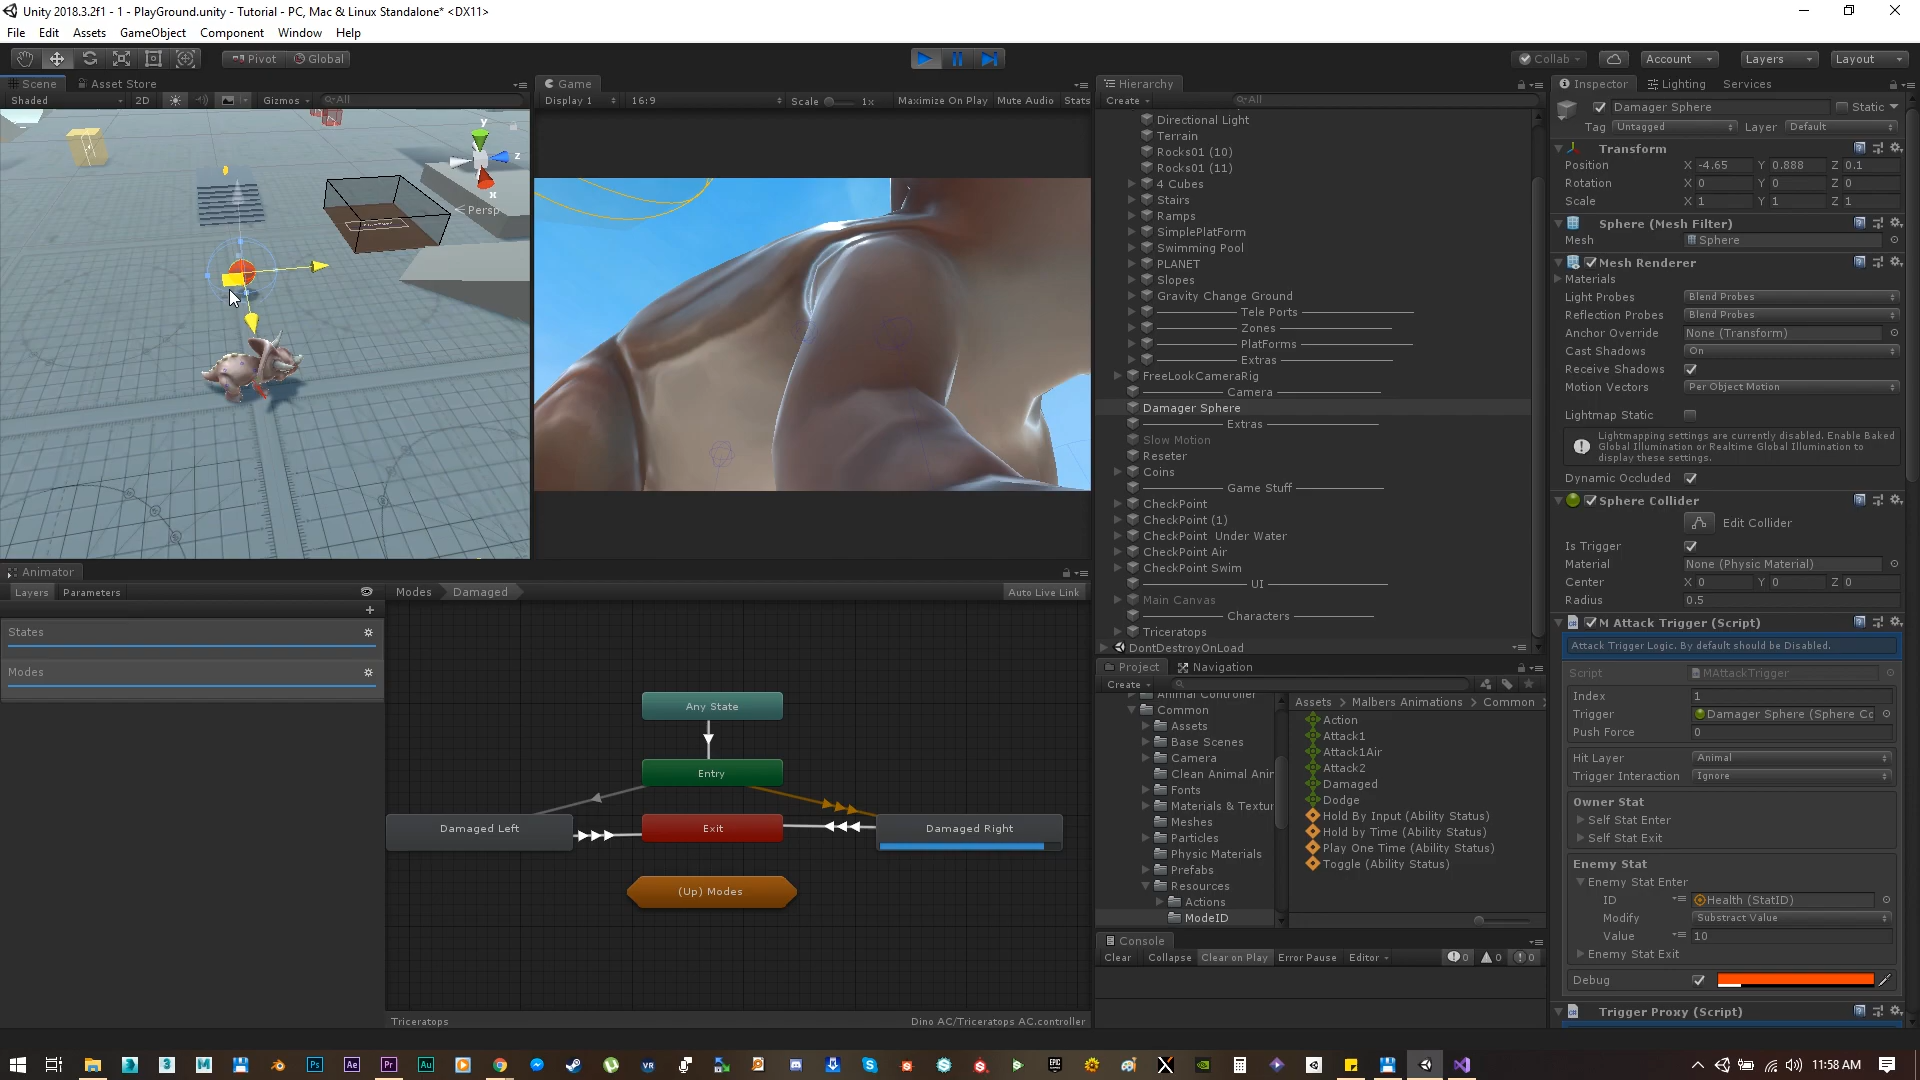 Unity 2018.3.2f1 - 1 - PlayGround.unity - Tutorial - PC, Mac & Linux Standalone* <DX11>
File Edit Assets GameObject Component Window Help
Pivot Global Collab Account Layers Layout
Scene Asset Store
Shaded 2D Gizmos All
y
z
x
Persp
Game
Display 1 16:9 Scale 1x Maximize On Play Mute Audio Stats
Hierarchy
Create All
Directional Light
Terrain
Rocks01 (10)
Rocks01 (11)
4 Cubes
Stairs
Ramps
SimplePlatForm
Swimming Pool
PLANET
Slopes
Gravity Change Ground
Tele Ports
Zones
PlatForms
Extras
FreeLookCameraRig
Camera
Damager Sphere
Extras
Slow Motion
Reseter
Coins
Game Stuff
CheckPoint
CheckPoint (1)
CheckPoint Under Water
CheckPoint Air
CheckPoint Swim
UI
Main Canvas
Characters
Triceratops
DontDestroyOnLoad
Inspector Lighting Services
Damager Sphere Static
Tag Untagged Layer Default
Transform
Position X -4.65 Y 0.888 Z 0.1
Rotation X 0 Y 0 Z 0
Scale X 1 Y 1 Z 1
Sphere (Mesh Filter)
Mesh Sphere
Mesh Renderer
Materials
Light Probes Blend Probes
Reflection Probes Blend Probes
Anchor Override None (Transform)
Cast Shadows On
Receive Shadows
Motion Vectors Per Object Motion
Lightmap Static
Lightmapping settings are currently disabled. Enable Baked
Global Illumination or Realtime Global Illumination to
display these settings.
Dynamic Occluded
Sphere Collider
Edit Collider
Is Trigger
Material None (Physic Material)
Center X 0 Y 0 Z 0
Radius 0.5
M Attack Trigger (Script)
Attack Trigger Logic. By default should be Disabled.
Script MAttackTrigger
Index 1
Trigger Damager Sphere (Sphere Co
Push Force 0
Hit Layer Animal
Trigger Interaction Ignore
Owner Stat
Self Stat Enter
Self Stat Exit
Enemy Stat
Enemy Stat Enter
ID Health (StatID)
Modify Substract Value
Value 10
Enemy Stat Exit
Debug
Trigger Proxy (Script)
Animator
Layers Parameters
States
Modes
Modes Damaged Auto Live Link
Any State
Entry
Damaged Left Exit Damaged Right
(Up) Modes
Triceratops Dino AC/Triceratops AC.controller
Project Navigation
Create
Animal Controller
Common
Assets
Base Scenes
Camera
Clean Animal Anim
Fonts
Materials & Textur
Meshes
Particles
Physic Materials
Prefabs
Resources
Actions
ModeID
Assets > Malbers Animations > Common >
Action
Attack1
Attack1Air
Attack2
Damaged
Dodge
Hold By Input (Ability Status)
Hold by Time (Ability Status)
Play One Time (Ability Status)
Toggle (Ability Status)
Console
Clear Collapse Clear on Play Error Pause Editor 0 0 0
11:58 AM